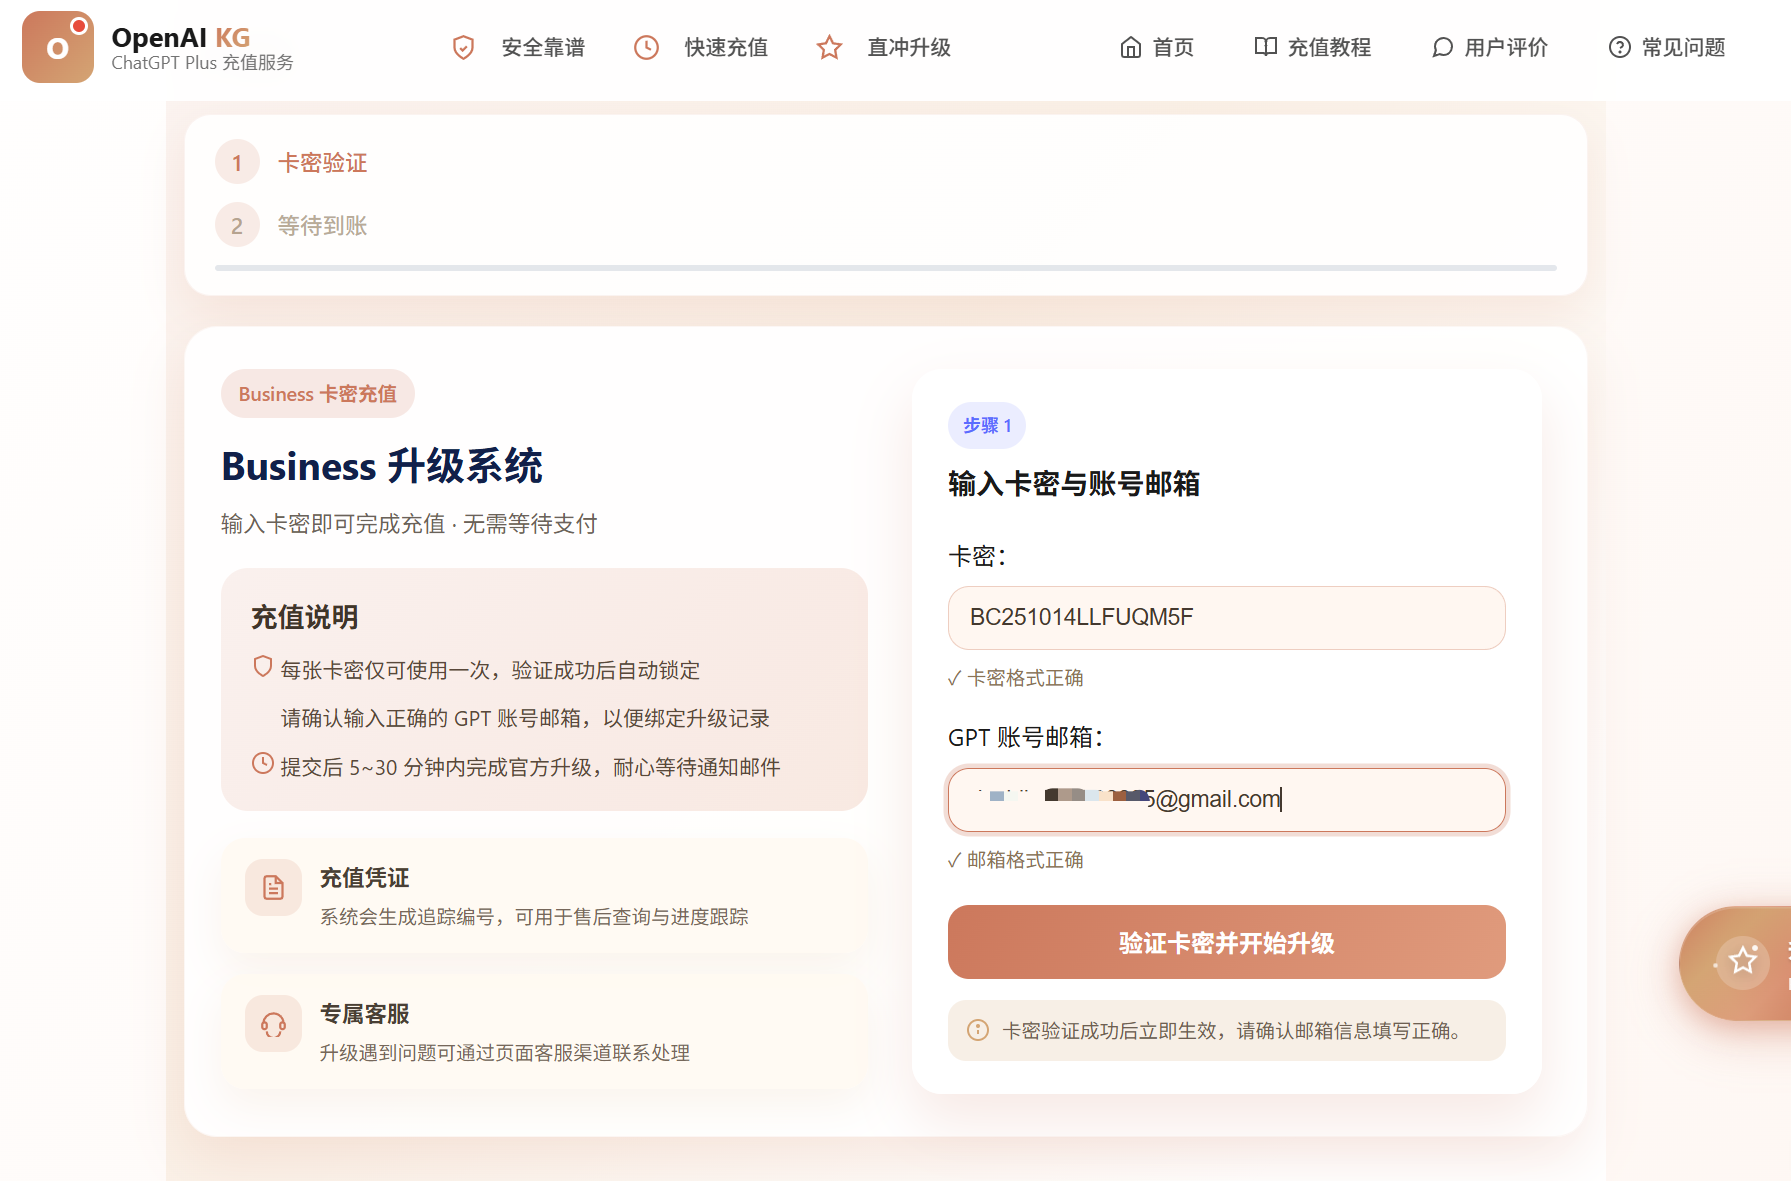 OpenAI KG
ChatGPT Plus 充值服务
安全靠谱
快速充值
直冲升级
首页
充值教程
用户评价
常见问题
1 卡密验证
2 等待到账
Business 卡密充值
Business 升级系统
输入卡密即可完成充值 · 无需等待支付
充值说明
每张卡密仅可使用一次，验证成功后自动锁定
请确认输入正确的 GPT 账号邮箱，以便绑定升级记录
提交后 5~30 分钟内完成官方升级，耐心等待通知邮件
充值凭证
系统会生成追踪编号，可用于售后查询与进度跟踪
专属客服
升级遇到问题可通过页面客服渠道联系处理
步骤 1
输入卡密与账号邮箱
卡密：
BC251014LLFUQM5F
✓ 卡密格式正确
GPT 账号邮箱：
5@gmail.com
✓ 邮箱格式正确
验证卡密并开始升级
卡密验证成功后立即生效，请确认邮箱信息填写正确。